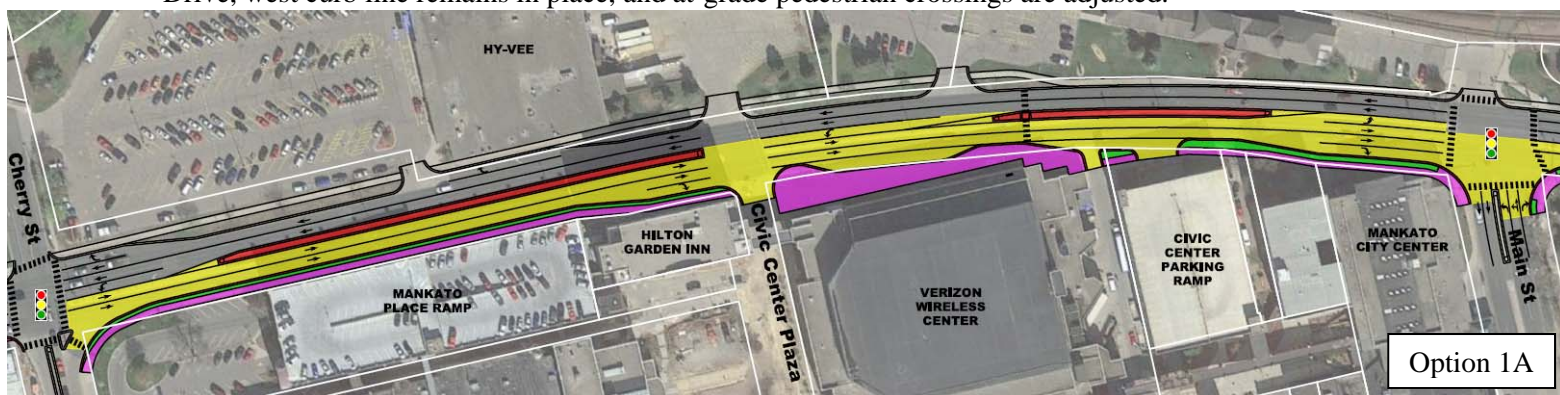 Drive, west curb line remains in place, and at-grade pedestrian crossings are adjusted.
HY-VEE
Cherry St
MANKATO
PLACE RAMP
HILTON
GARDEN INN
Civic Center Plaza
VERIZON
WIRELESS
CENTER
CIVIC
CENTER
PARKING
RAMP
MANKATO
CITY CENTER
Main St
Option 1A